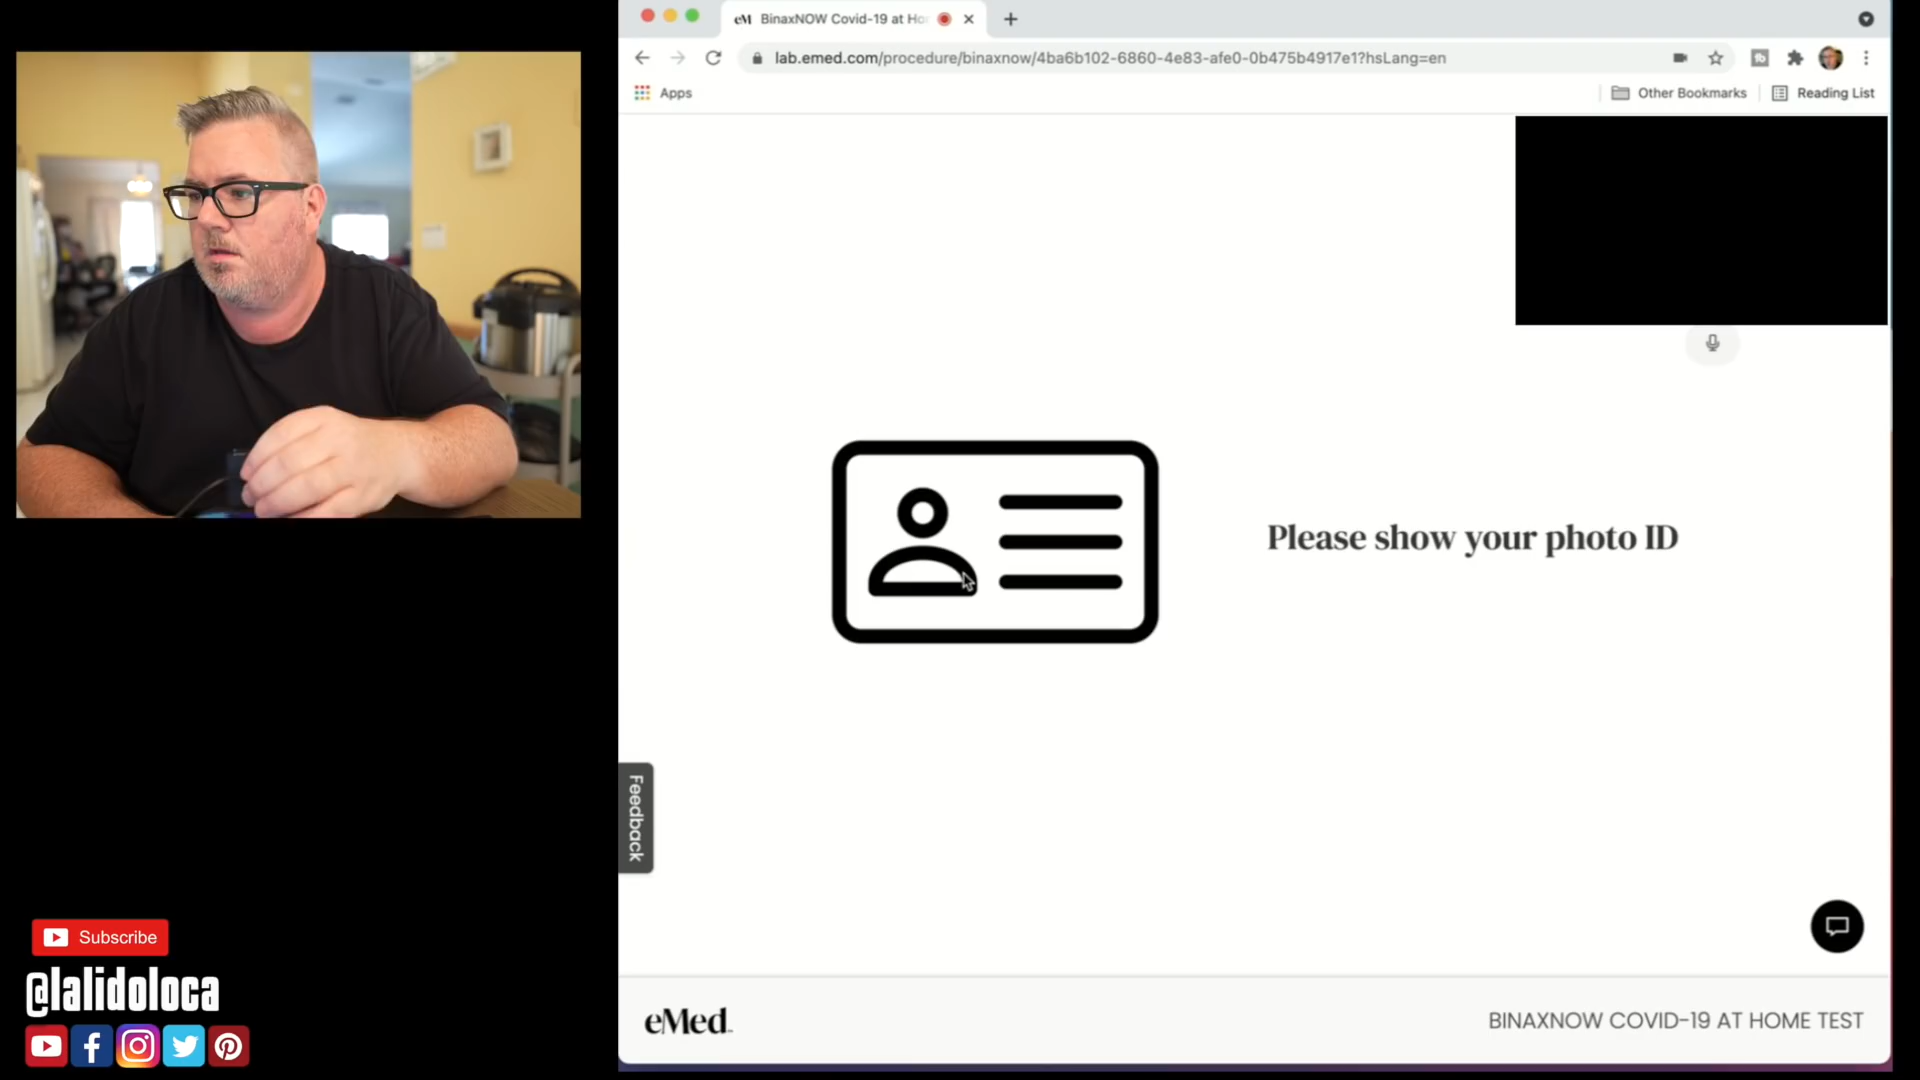 eM BinaxNOW Covid-19 at Ho
lab.emed.com/procedure/binaxnow/4ba6b102-6860-4e83-afe0-0b475b4917e1?hsLang=en
Apps
Other Bookmarks
Reading List
Please show your photo ID
Feedback
Subscribe
@lalidoloca
eMed
BINAXNOW COVID-19 AT HOME TEST